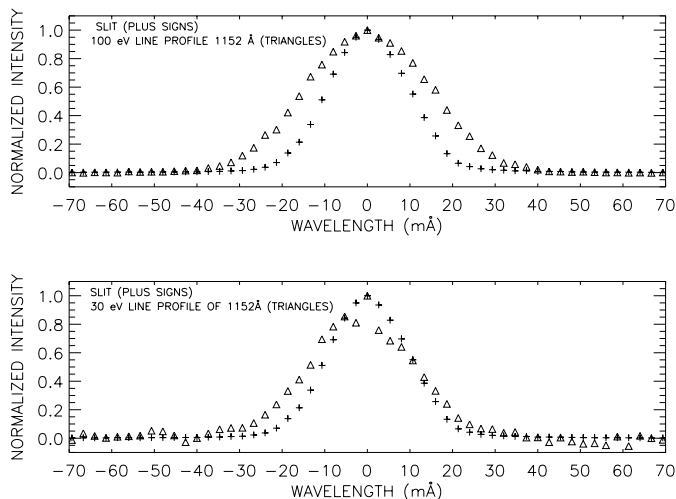 SLIT (PLUS SIGNS)
100 eV LINE PROFILE 1152 Å (TRIANGLES)
NORMALIZED INTENSITY
1.0
0.8
0.6
0.4
0.2
0.0
−70 −60 −50 −40 −30 −20 −10 0 10 20 30 40 50 60 70
WAVELENGTH (mÅ)
SLIT (PLUS SIGNS)
30 eV LINE PROFILE OF 1152Å (TRIANGLES)
NORMALIZED INTENSITY
1.0
0.8
0.6
0.4
0.2
0.0
−70 −60 −50 −40 −30 −20 −10 0 10 20 30 40 50 60 70
WAVELENGTH (mÅ)